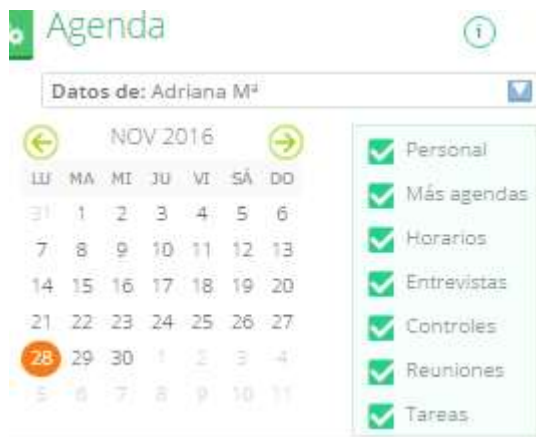 Agenda
i
Datos de: Adriana Mª
NOV 2016
LU MA MI JU VI SÁ DO
31 1 2 3 4 5 6
7 8 9 10 11 12 13
14 15 16 17 18 19 20
21 22 23 24 25 26 27
28 29 30 1 2 3 4
5 6 7 8 9 10 11
Personal
Más agendas
Horarios
Entrevistas
Controles
Reuniones
Tareas